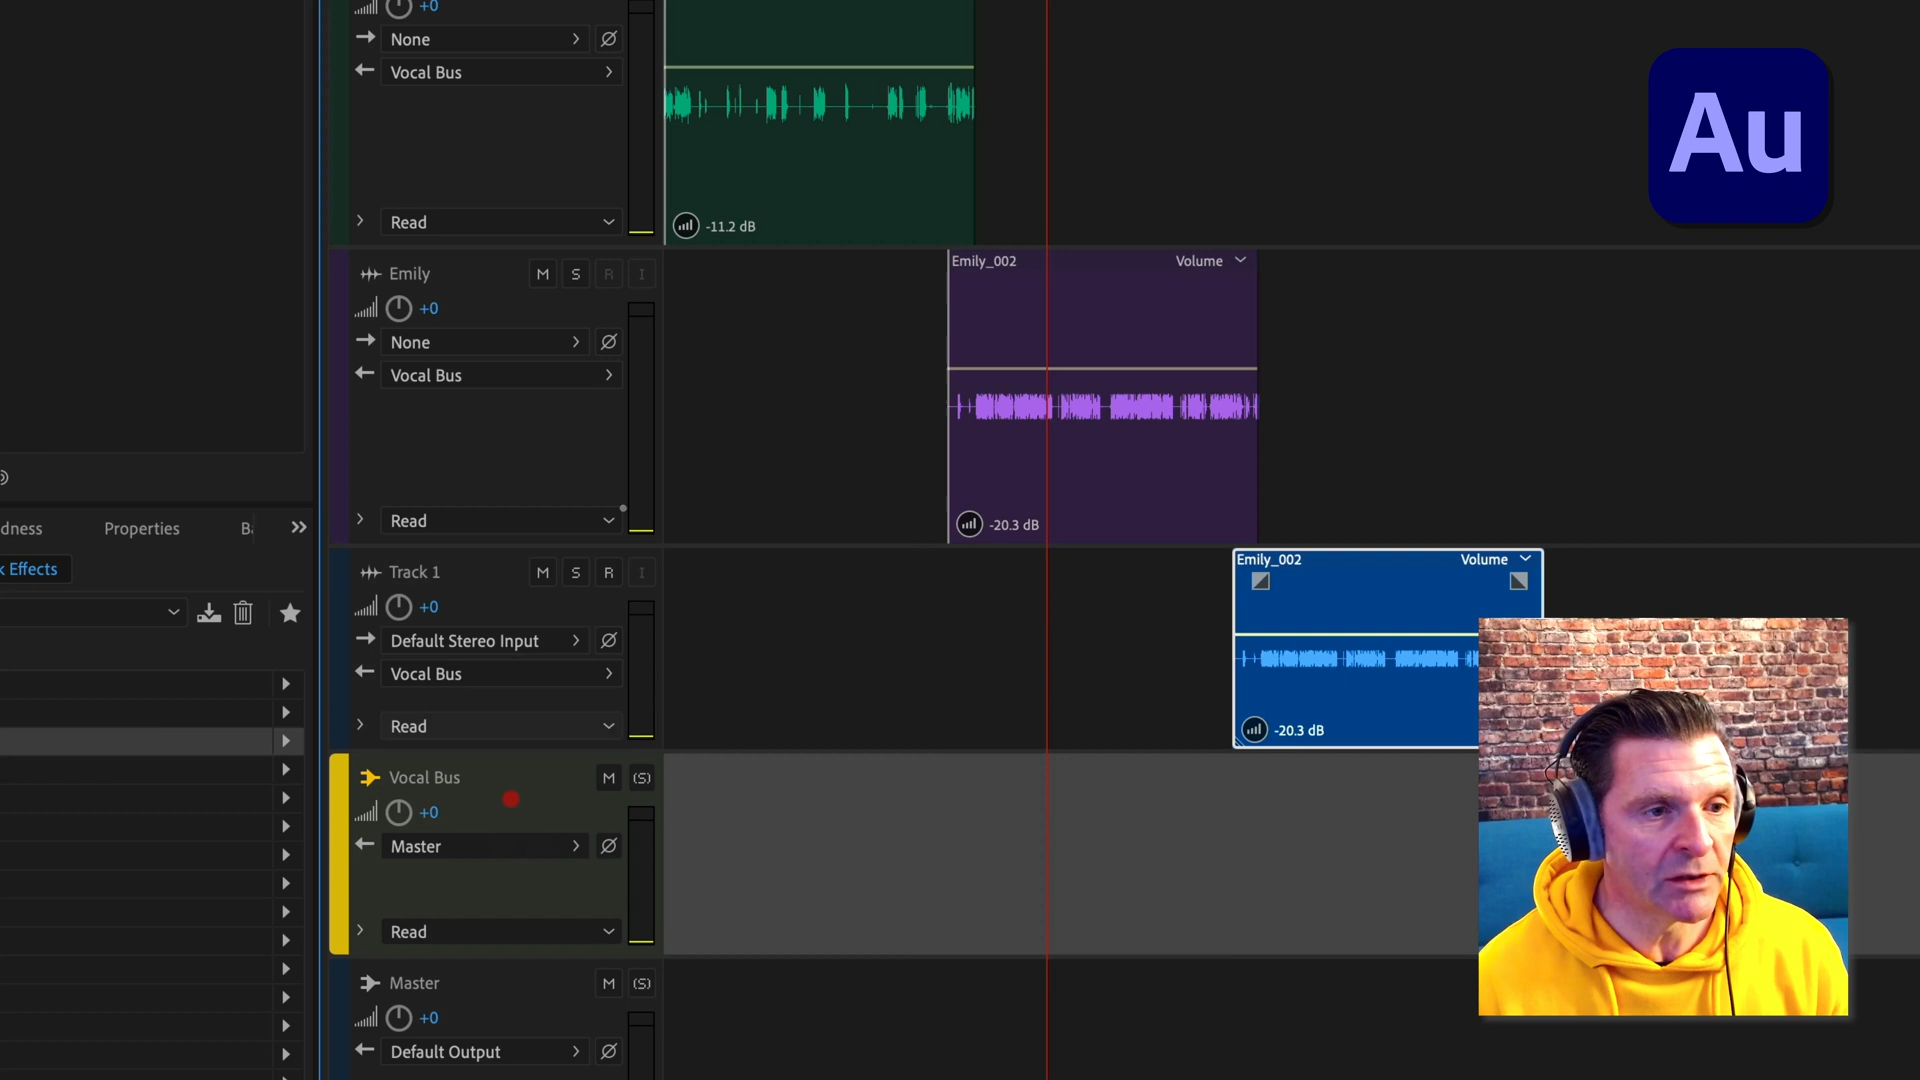 +0
None
Vocal Bus
Read
-11.2 dB
Au
Emily
M S R I
+0
None
Vocal Bus
Read
Emily_002 Volume
-20.3 dB
dness Properties Ba
k Effects
Track 1
M S R I
+0
Default Stereo Input
Vocal Bus
Read
Emily_002 Volume
-20.3 dB
Vocal Bus
M (S)
+0
Master
Read
Master
M (S)
+0
Default Output